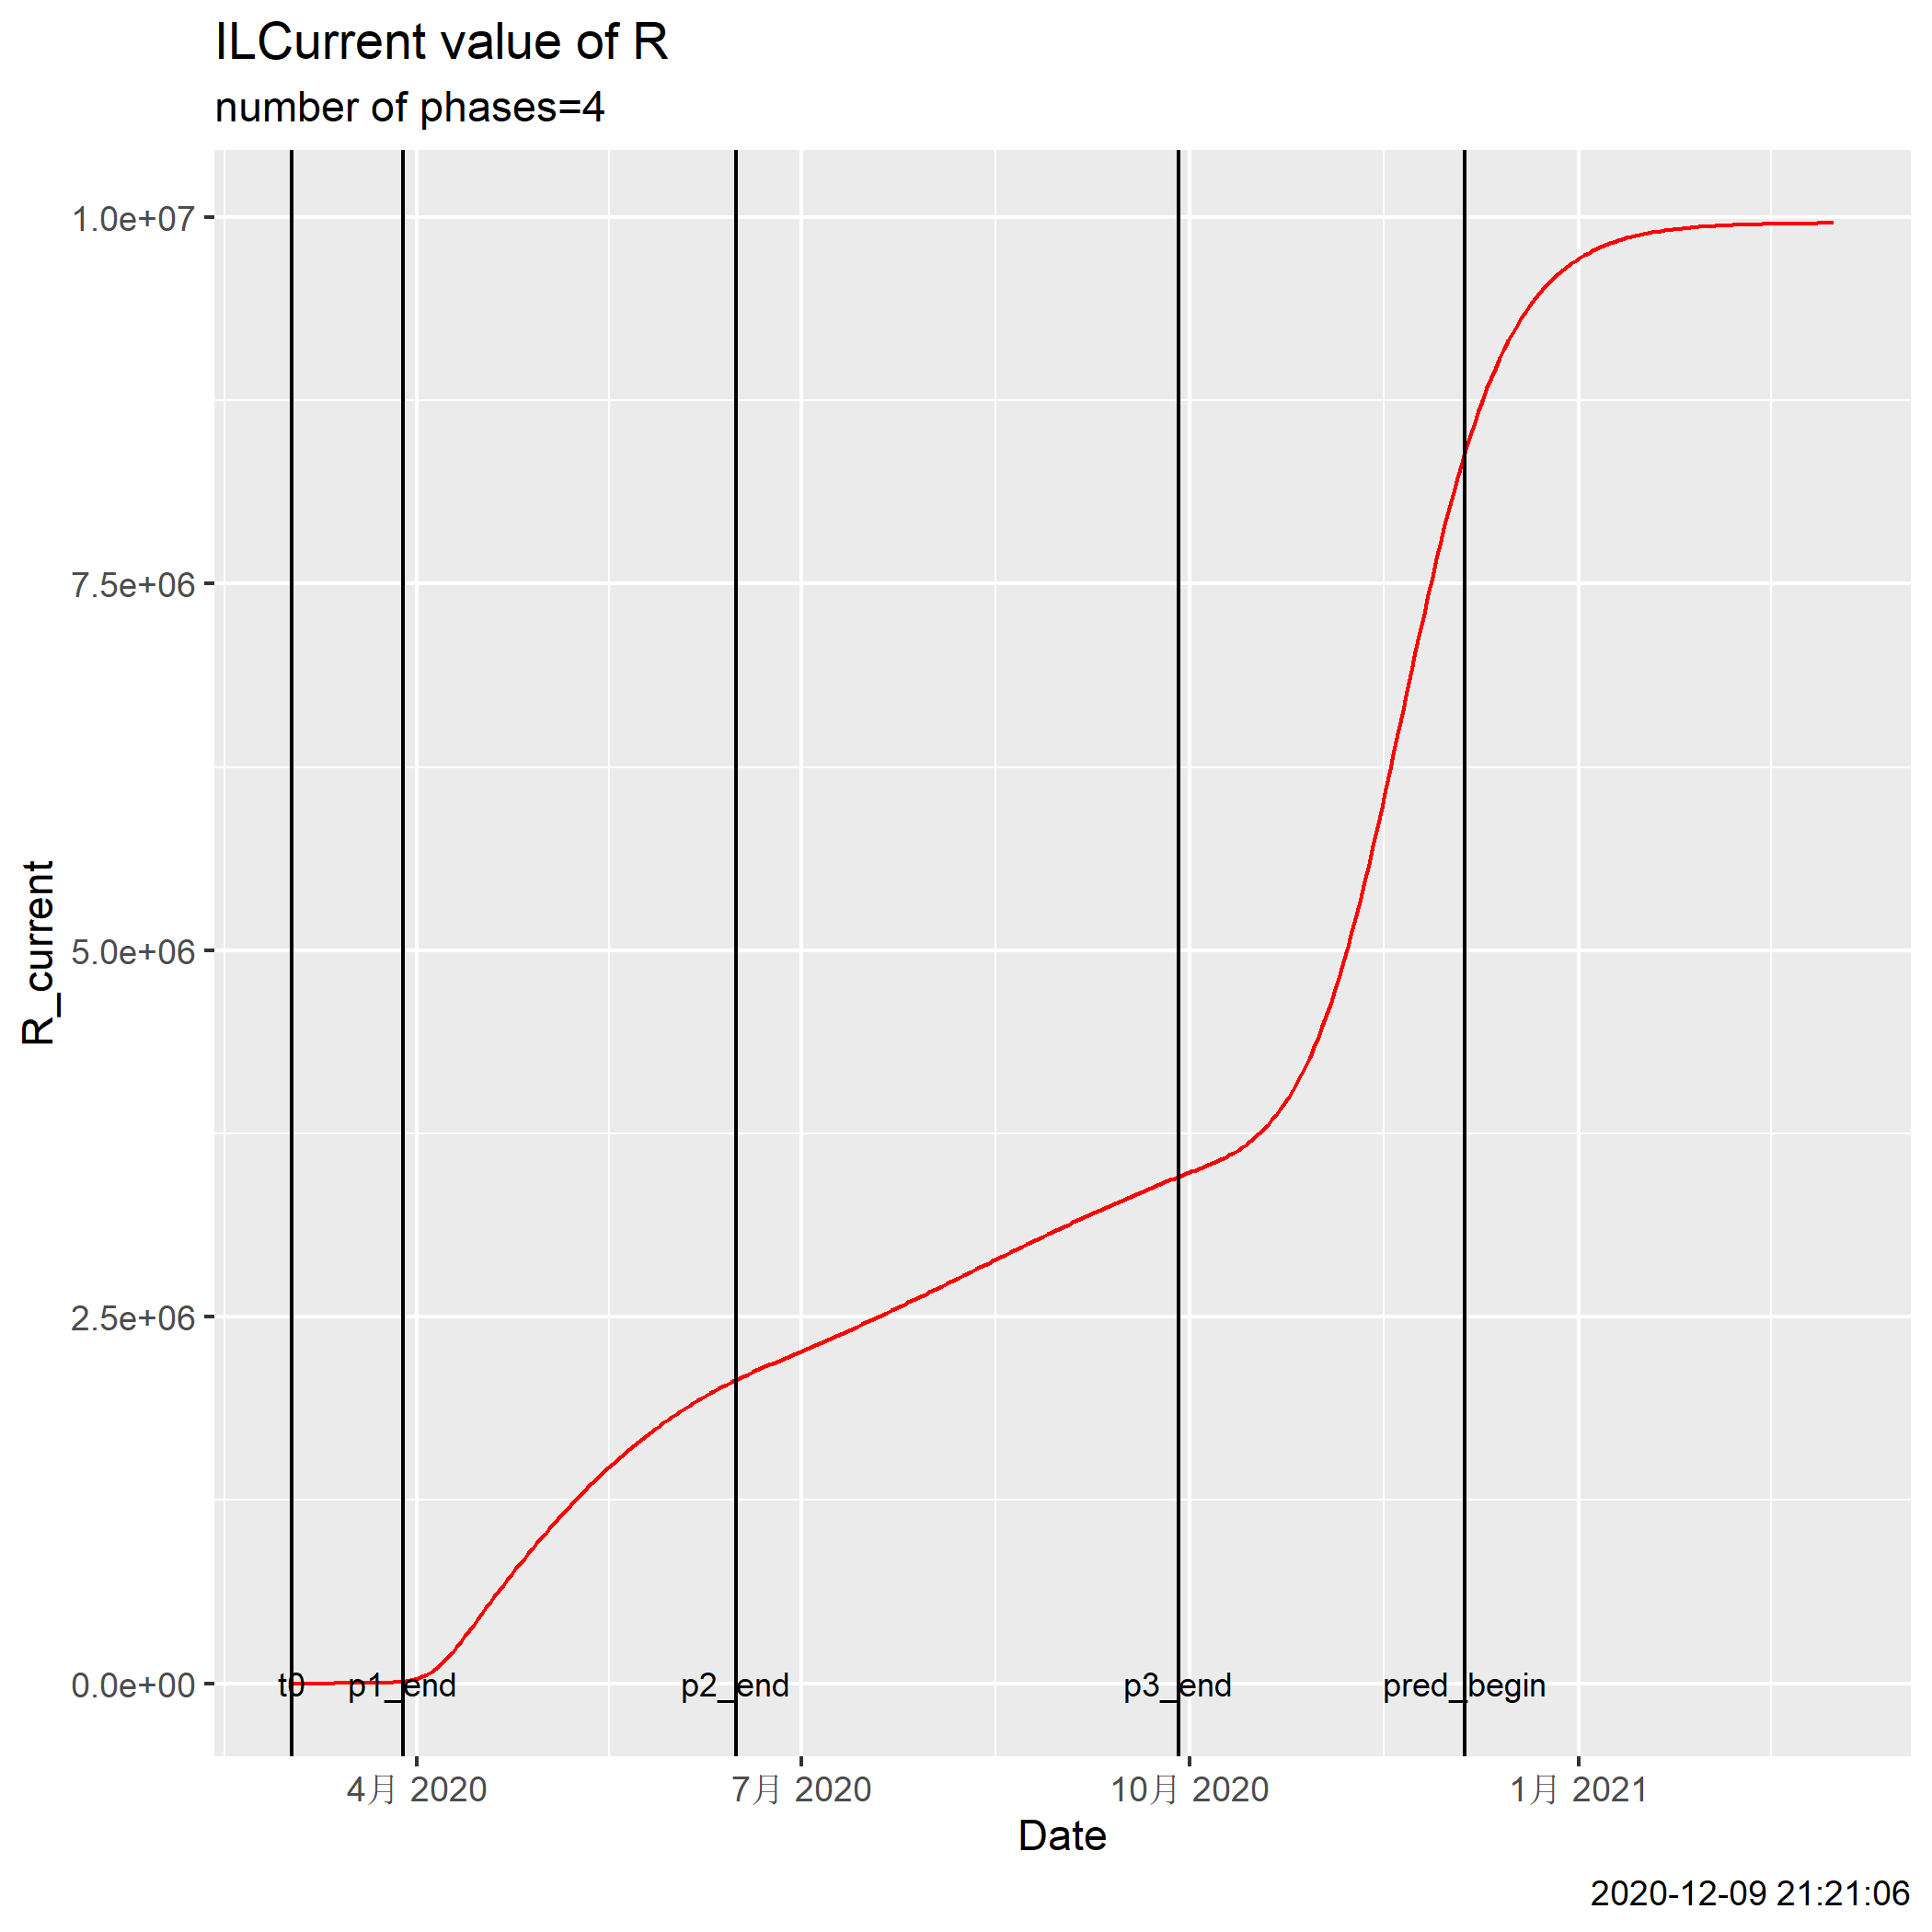 ILCurrent value of R
number of phases=4
1.0e+07
7.5e+06
5.0e+06
2.5e+06
0.0e+00
R_current
t0
p1_end
p2_end
p3_end
pred_begin
4月 2020
7月 2020
10月 2020
1月 2021
Date
2020-12-09 21:21:06